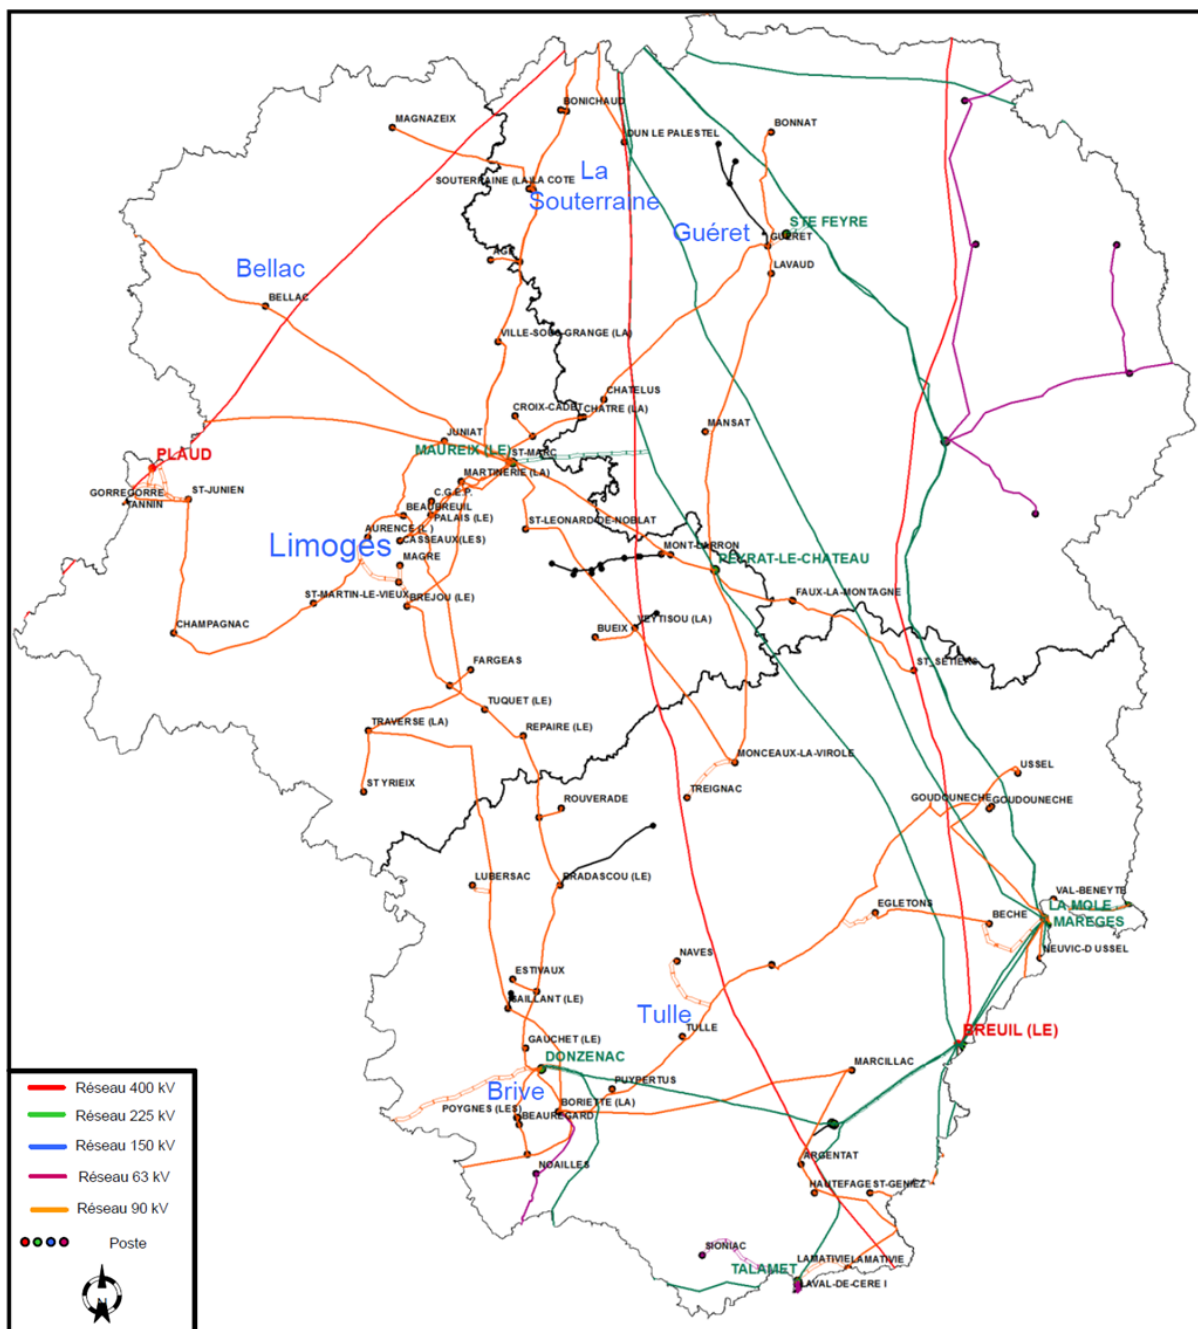 BONICHAUD
MAGNAZEIX
DUN LE PALESTEL
BONNAT
La
Souterraine
SOUTERRAINE (LA)
LA COTE
Guéret
STE FEYRE
GUERET
LAVAUD
Bellac
BELLAC
VILLE-SOUS-GRANGE (LA)
CHATELUS
CROIX-CADET
CHATRE (LA)
MANSAT
JUNIAT
MAUREIX (LE)
ST-MARC
PLAUD
MARTINERIE (LA)
GORRE
GORRE
TANNIN
ST-JUNIEN
C.G.E.P.
BEAUBREUIL
PALAIS (LE)
AURENCE (L')
CASSEAUX(LES)
ST-LEONARD-DE-NOBLAT
Limoges
MAGRE
MONT-LARRON
PEYRAT-LE-CHATEAU
ST-MARTIN-LE-VIEUX
BREJOU (LE)
FAUX-LA-MONTAGNE
CHAMPAGNAC
BUEIX
VEYTISOU (LA)
FARGEAS
ST_SETIERS
TUQUET (LE)
TRAVERSE (LA)
REPAIRE (LE)
MONCEAUX-LA-VIROLE
ST YRIEIX
TREIGNAC
USSEL
ROUVERADE
GOUDOUNECHE
GOUDOUNECHE
LUBERSAC
BRADASCOU (LE)
VAL-BENEYTE
LA MOLE
MAREGES
EGLETONS
BECHE
NEUVIC-D USSEL
NAVES
ESTIVAUX
SAILLANT (LE)
Tulle
TULLE
BREUIL (LE)
GAUCHET (LE)
DONZENAC
MARCILLAC
Brive
PUYPERTUS
POYGNES (LES)
BORIETTE (LA)
BEAUREGARD
NOAILLES
ARGENTAT
HAUTEFAGE
ST-GENIEZ
SIONIAC
LAMATIVIE
LAMATIVIE
TALAMET
LAVAL-DE-CERE I
Réseau 400 kV
Réseau 225 kV
Réseau 150 kV
Réseau 63 kV
Réseau 90 kV
Poste
N